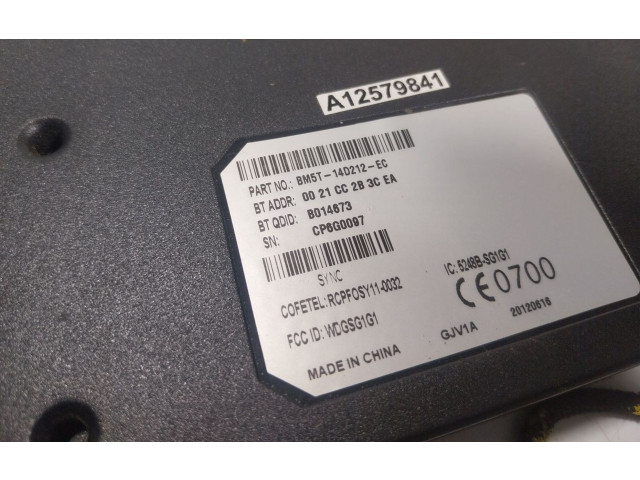 A12579841
PART NO.: BM5T-14D212-EC
BT ADDR: 00 21 CC 2B 3C EA
BT QDID: B014673
SN: CP6G0097
SYNC
COFETEL: RCPFOSY11-0032
IC: 5248B-SG1G1
FCC ID: WDGSG1G1
CE0700
MADE IN CHINA
GJV1A
20120616